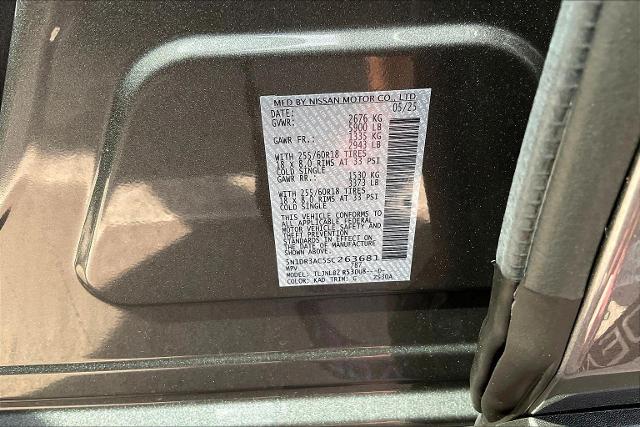 MFD BY NISSAN MOTOR CO., LTD.
DATE: 05/25
GVWR: 2676 KG
5900 LB
GAWR FR.: 1335 KG
2943 LB
WITH 255/60R18 TIRES
18 x 8.0 RIMS AT 33 PSI
COLD SINGLE
GAWR RR.: 1530 KG
3373 LB
WITH 255/60R18 TIRES
18 x 8.0 RIMS AT 33 PSI
COLD SINGLE
THIS VEHICLE CONFORMS TO
ALL APPLICABLE FEDERAL
MOTOR VEHICLE SAFETY AND
THEFT PREVENTION
STANDARDS IN EFFECT ON
THE DATE OF MANUFACTURE
SHOWN ABOVE.
5N1DR3AC5SC263681
MPV 787
MODEL:
COLOR: KAD TRIM: G